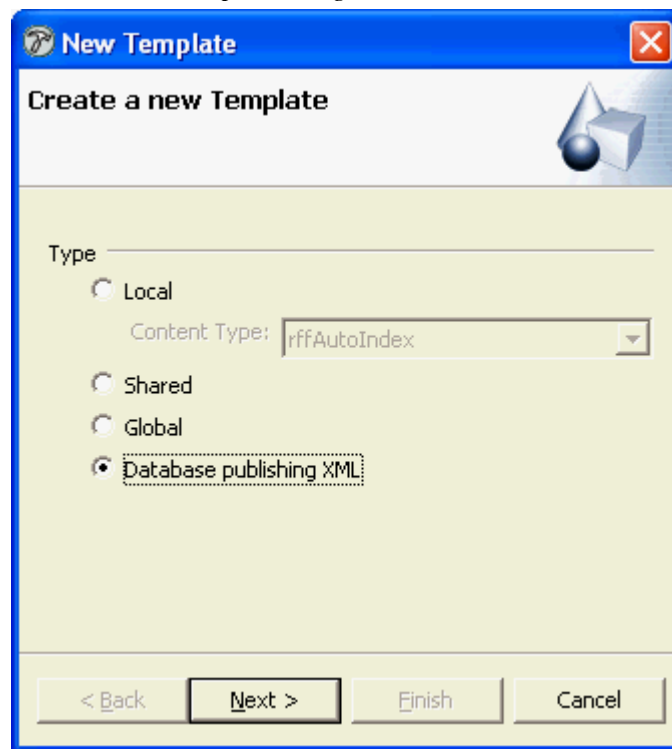 New Template
Create a new Template
Type
Local
Content Type: rffAutoIndex
Shared
Global
Database publishing XML
< Back Next > Finish Cancel